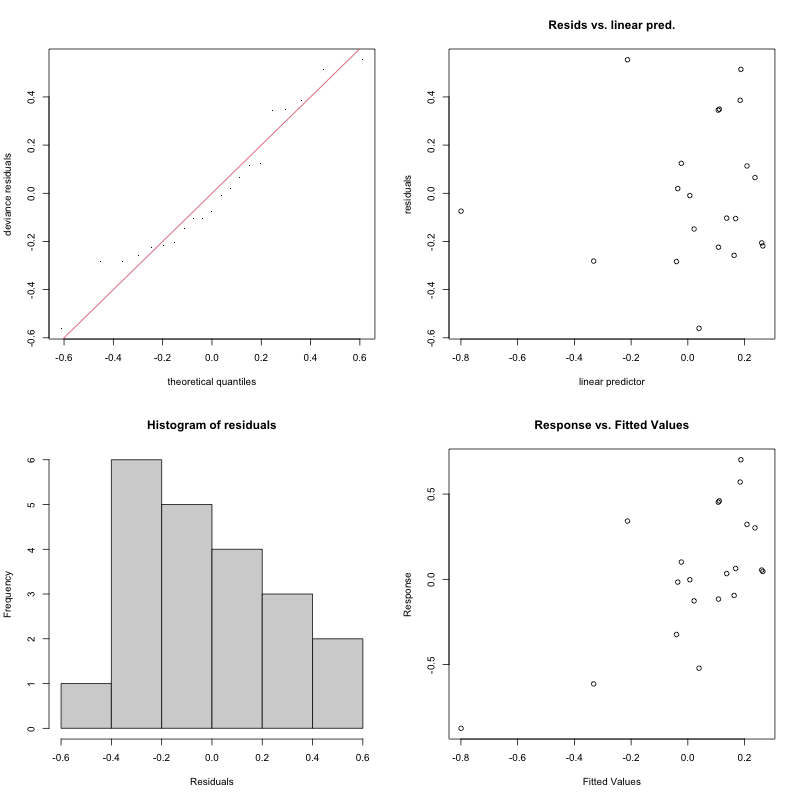 deviance residuals
0.4
0.2
0.0
-0.2
-0.4
-0.6
-0.6 -0.4 -0.2 0.0 0.2 0.4 0.6
theoretical quantiles
Resids vs. linear pred.
residuals
0.4
0.2
0.0
-0.2
-0.4
-0.6
-0.8 -0.6 -0.4 -0.2 0.0 0.2
linear predictor
Histogram of residuals
Frequency
6
5
4
3
2
1
0
-0.6 -0.4 -0.2 0.0 0.2 0.4 0.6
Residuals
Response vs. Fitted Values
Response
0.5
0.0
-0.5
-0.8 -0.6 -0.4 -0.2 0.0 0.2
Fitted Values